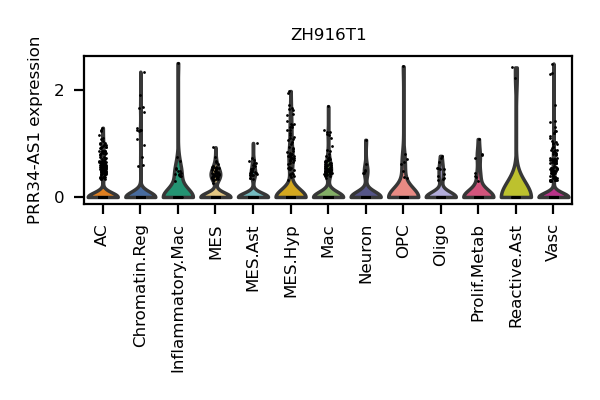 ZH916T1
PRR34-AS1 expression
2
0
AC
Chromatin.Reg
Inflammatory.Mac
MES
MES.Ast
MES.Hyp
Mac
Neuron
OPC
Oligo
Prolif.Metab
Reactive.Ast
Vasc